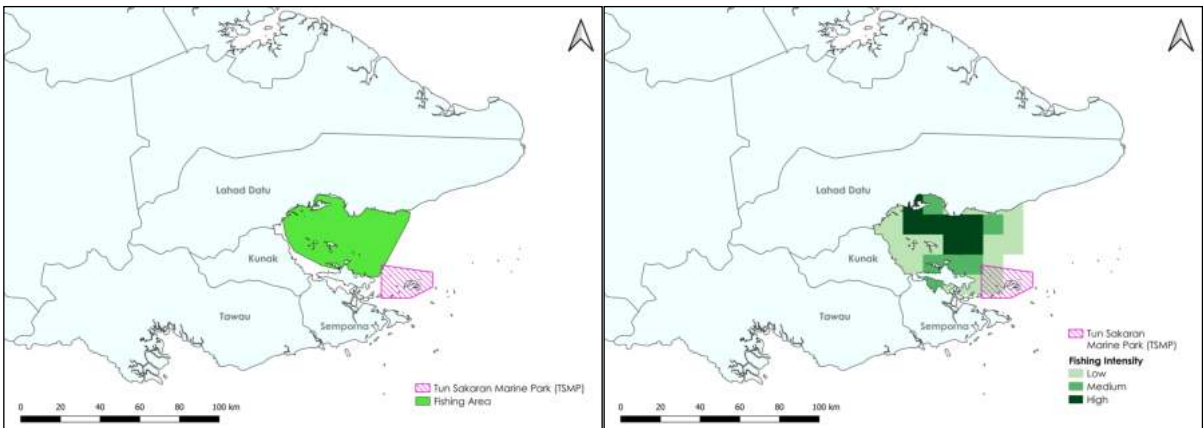 Lahad Datu
Kunak
Tawau
Semporna
Tun Sakaran Marine Park (TSMP)
Fishing Area
0 20 40 60 80 100 km
Lahad Datu
Kunak
Tawau
Semporna
Tun Sakaran
Marine Park (TSMP)
Fishing Intensity
Low
Medium
High
0 20 40 60 80 100 km